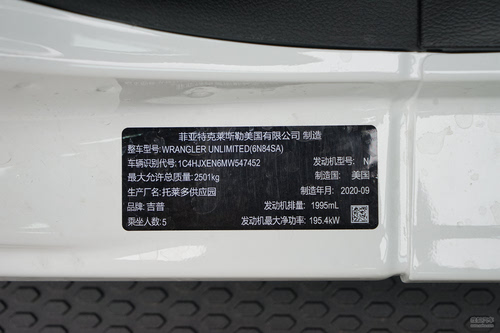 菲亚特克莱斯勒美国有限公司 制造
整车型号: WRANGLER UNLIMITED(6N84SA)
车辆识别代号: 1C4HJXEN6MW547452 发动机型号: N
最大允许总质量: 2501kg 制造国: 美国
生产工厂: 托莱多供应园 制造年月: 2020-09
品牌: 吉普 发动机排量: 1995mL
乘坐人数: 5 发动机最大净功率: 195.4kW